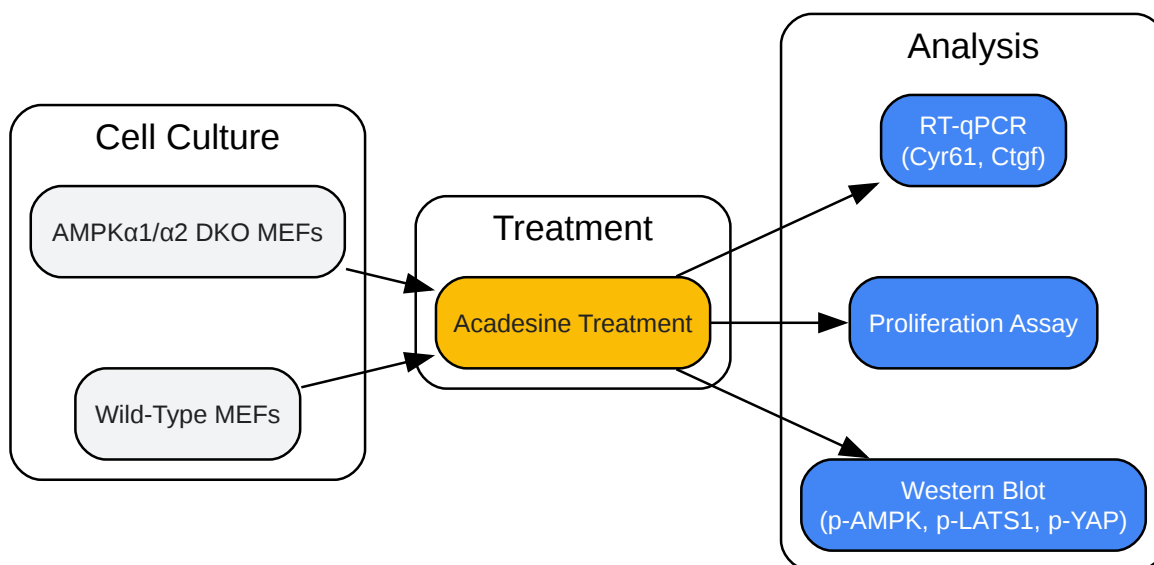 Cell Culture
AMPKα1/α2 DKO MEFs
Wild-Type MEFs
Treatment
Acadesine Treatment
Analysis
RT-qPCR
(Cyr61, Ctgf)
Proliferation Assay
Western Blot
(p-AMPK, p-LATS1, p-YAP)